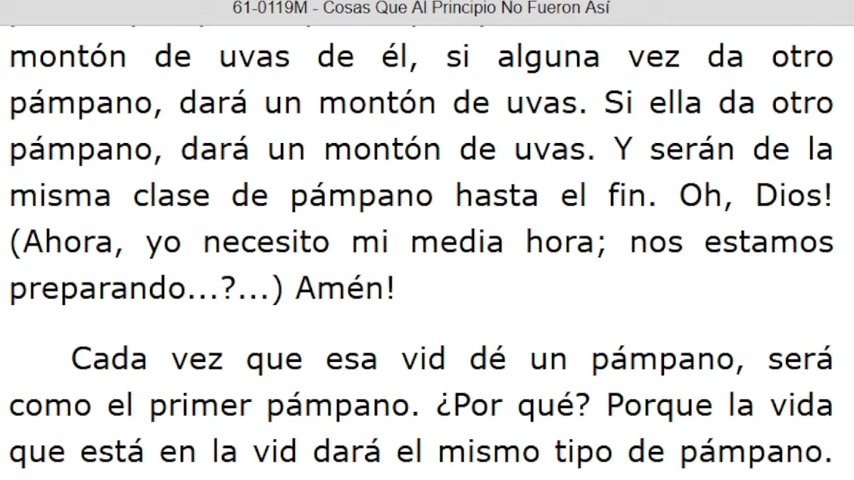 61-0119M - Cosas Que Al Principio No Fueron Así
montón de uvas de él, si alguna vez da otro
pámpano, dará un montón de uvas. Si ella da otro
pámpano, dará un montón de uvas. Y serán de la
misma clase de pámpano hasta el fin. Oh, Dios!
(Ahora, yo necesito mi media hora; nos estamos
preparando...?...) Amén!
Cada vez que esa vid dé un pámpano, será
como el primer pámpano. ¿Por qué? Porque la vida
que está en la vid dará el mismo tipo de pámpano.